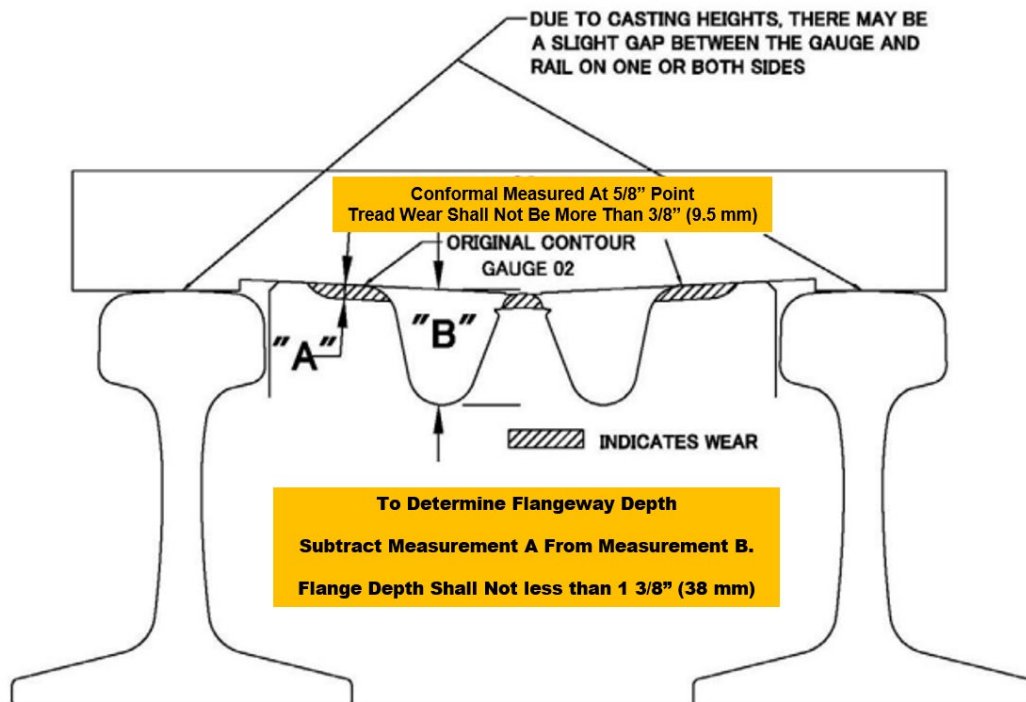 DUE TO CASTING HEIGHTS, THERE MAY BE
A SLIGHT GAP BETWEEN THE GAUGE AND
RAIL ON ONE OR BOTH SIDES
Conformal Measured At 5/8” Point
Tread Wear Shall Not Be More Than 3/8” (9.5 mm)
ORIGINAL CONTOUR
GAUGE 02
"A"
"B"
INDICATES WEAR
To Determine Flangeway Depth
Subtract Measurement A From Measurement B.
Flange Depth Shall Not less than 1 3/8” (38 mm)